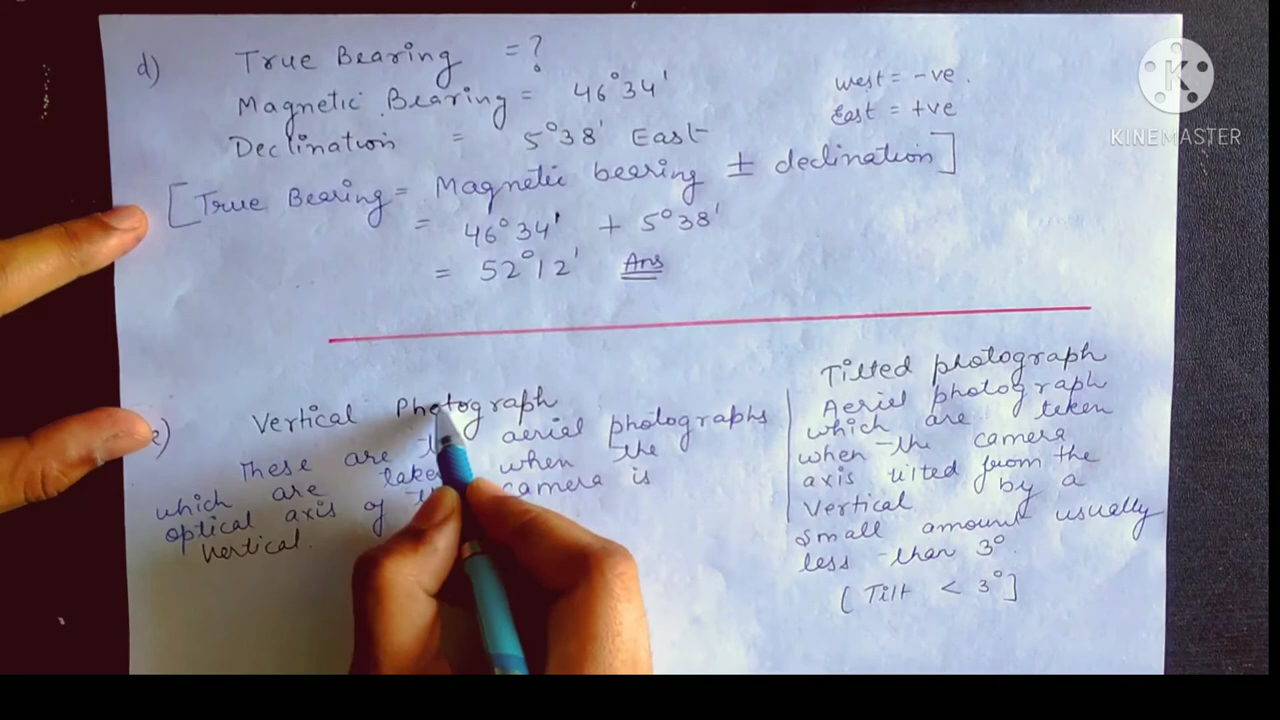 d) True Bearing = ?
Magnetic Bearing = 46°34'
Declination = 5°38' East
west = -ve.
East = +ve
[True Bearing = Magnetic bearing ± declination]
= 46°34' + 5°38'
= 52°12' Ans
K
KINEMASTER
Vertical Photograph
These are aerial photographs
which are when the
optical axis of camera is
vertical.
Tilted photograph
Aerial photograph
which are teken
when the camera
axis tilted from the
Vertical by a
small amount usually
less than 3°.
[Tilt < 3°]